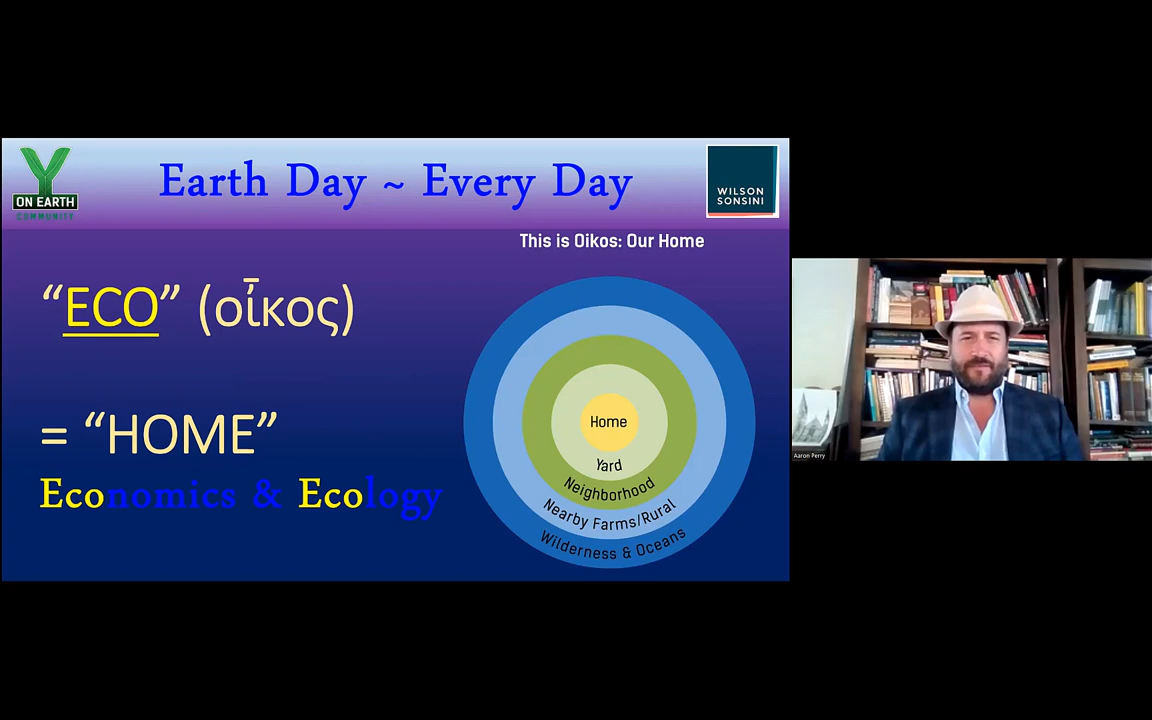 Y
ON EARTH
COMMUNITY
Earth Day ~ Every Day
WILSON
SONSINI
This is Oikos: Our Home
“ECO” (οἶκος)
= “HOME”
Economics & Ecology
Home
Yard
Neighborhood
Nearby Farms/Rural
Wilderness & Oceans
Aaron Perry